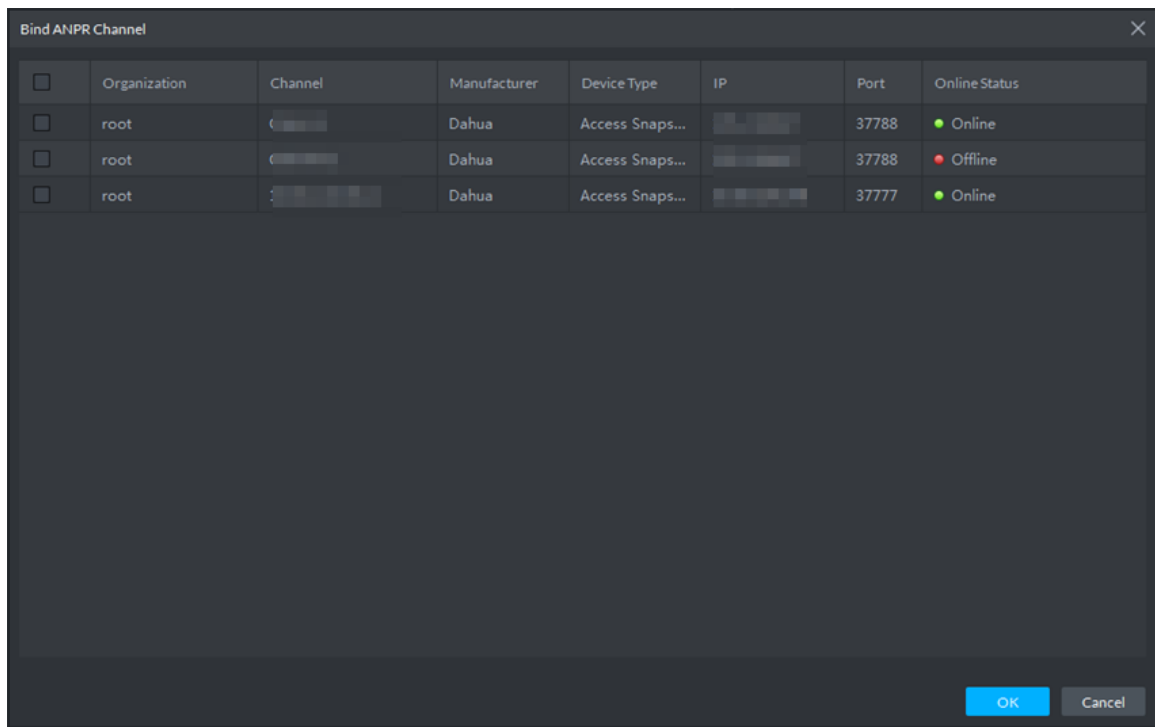 Bind ANPR Channel
Organization Channel Manufacturer Device Type IP Port Online Status
root Dahua Access Snaps... 37788 Online
root Dahua Access Snaps... 37788 Offline
root Dahua Access Snaps... 37777 Online
OK Cancel